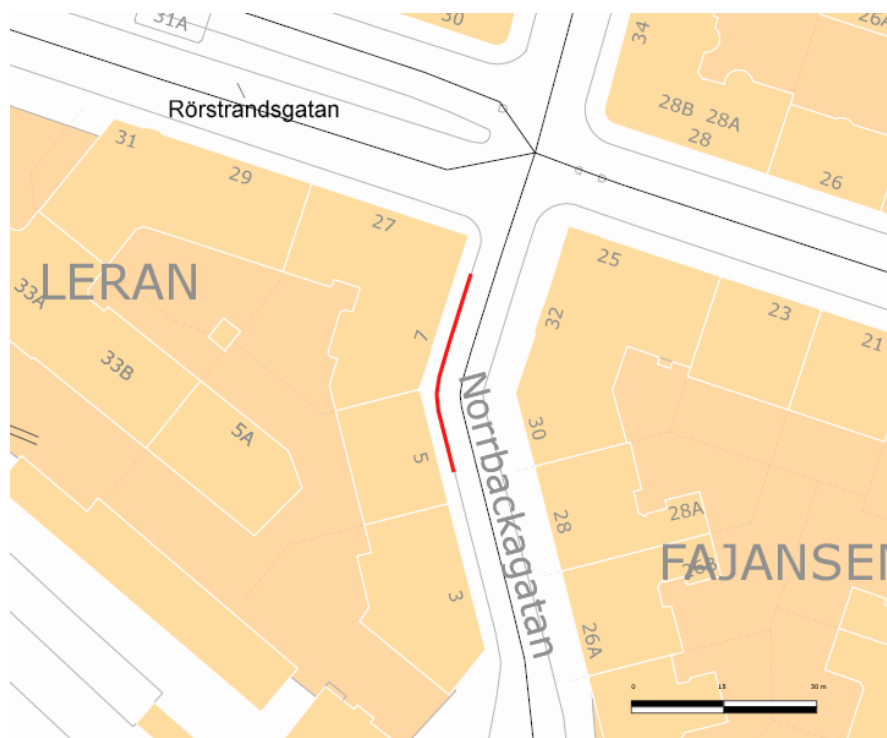 31A
30
26A
34
Rörstrandsgatan
28B 28A
28
31
29
27
26
25
LERAN
33A
7
32
23
21
33B
5A
5
30
Norrbackagatan
28
28A
FAJANSEN
26B
3
26A
0
15
30 m